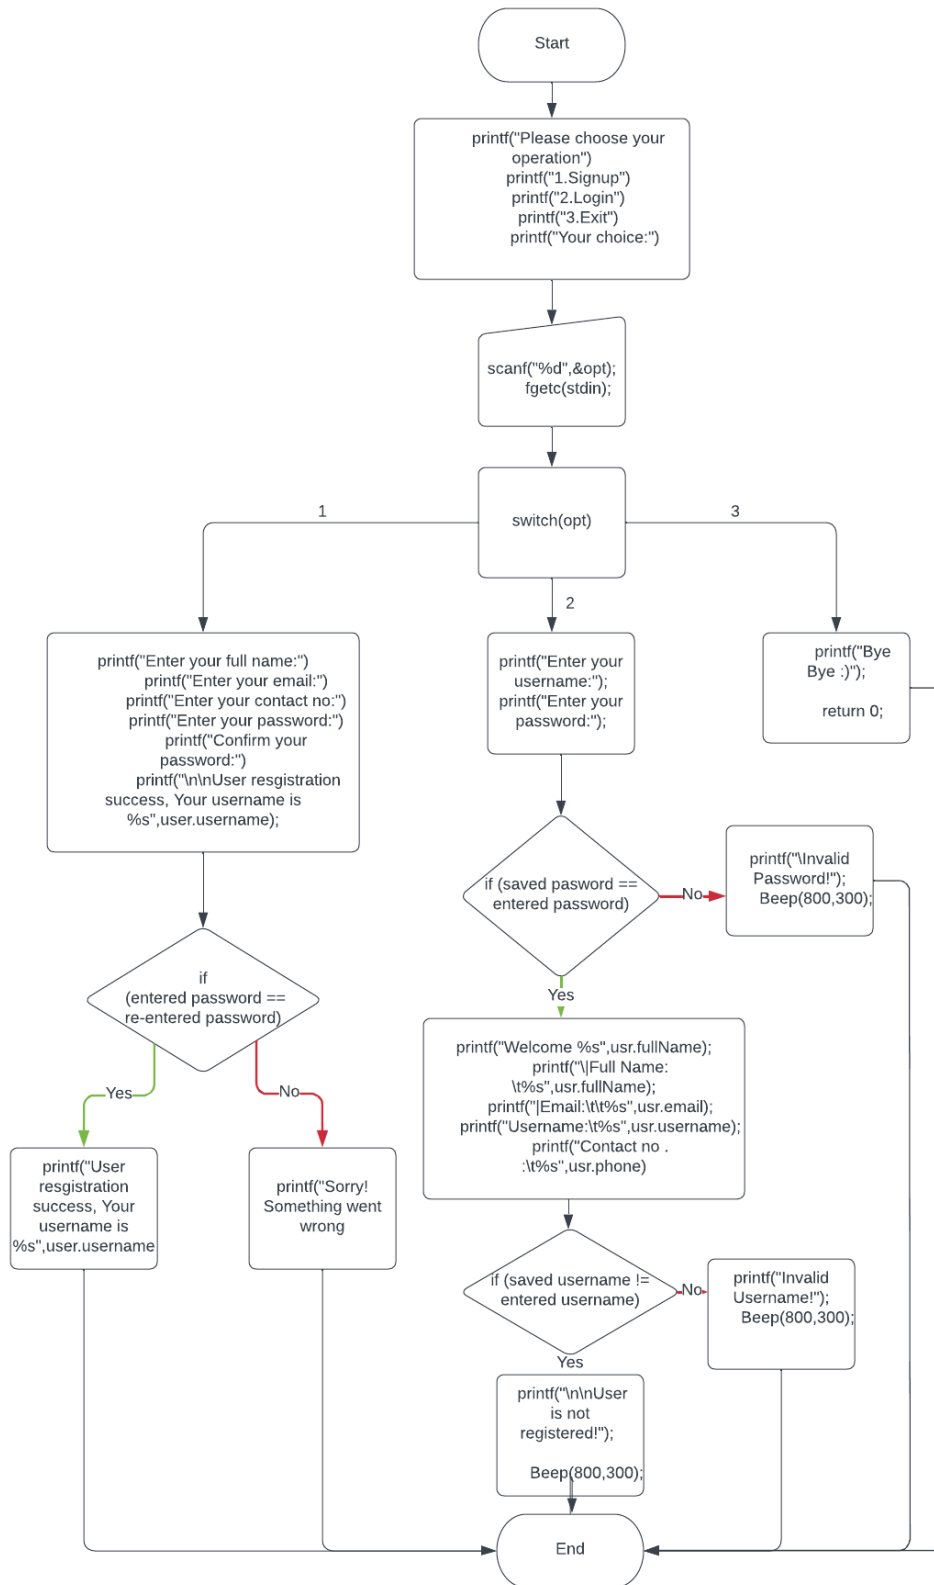 Start
printf("Please choose your
operation")
printf("1.Signup")
printf("2.Login")
printf("3.Exit")
printf("Your choice:")
scanf("%d",&opt);
fgetc(stdin);
switch(opt)
1
2
3
printf("Enter your full name:")
printf("Enter your email:")
printf("Enter your contact no:")
printf("Enter your password:")
printf("Confirm your
password:")
printf("\n\nUser resgistration
success, Your username is
%s",user.username);
if
(entered password ==
re-entered password)
Yes
No
printf("User
resgistration
success, Your
username is
%s",user.username
printf("Sorry!
Something went
wrong
printf("Enter your
username:");
printf("Enter your
password:");
if (saved pasword ==
entered password)
No
printf("\Invalid
Password!");
Beep(800,300);
Yes
printf("Welcome %s",usr.fullName);
printf("\|Full Name:
\t%s",usr.fullName);
printf("|Email:\t\t%s",usr.email);
printf("Username:\t%s",usr.username);
printf("Contact no .
:\t%s",usr.phone)
if (saved username !=
entered username)
No
printf("Invalid
Username!");
Beep(800,300);
Yes
printf("\n\nUser
is not
registered!");
Beep(800,300);
printf("Bye
Bye :)");
return 0;
End